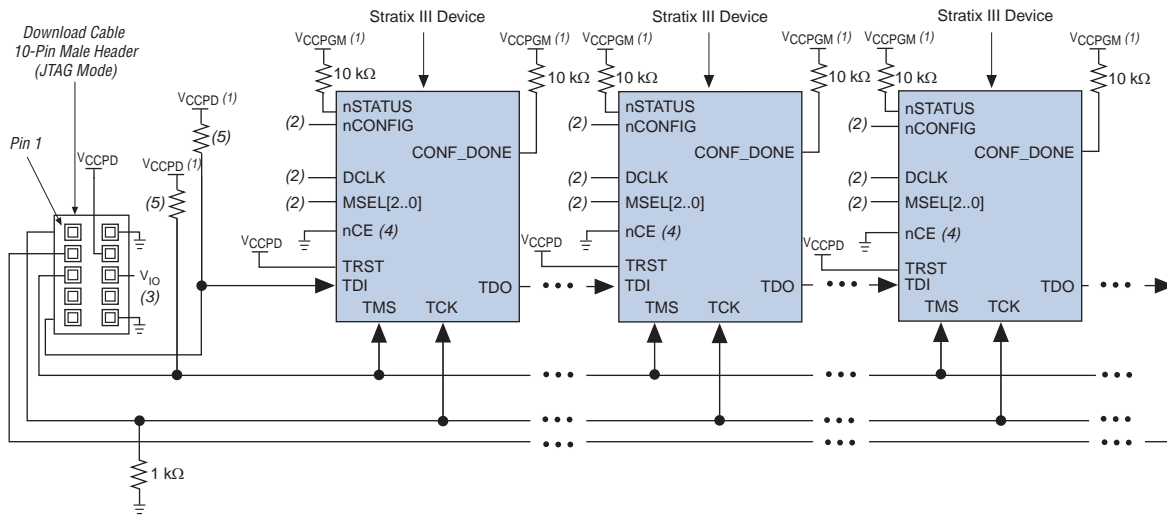 Download Cable
10-Pin Male Header
(JTAG Mode)
Pin 1
VCCPD
VCCPD (1)
(5)
VCCPD (1)
(5)
VIO
(3)
1 kΩ
Stratix III Device
VCCPGM (1)
10 kΩ
VCCPGM (1)
10 kΩ
nSTATUS
(2) nCONFIG
CONF_DONE
(2) DCLK
(2) MSEL[2..0]
nCE (4)
VCCPD
TRST
TDI
TDO
TMS TCK
Stratix III Device
VCCPGM (1)
10 kΩ
VCCPGM (1)
10 kΩ
nSTATUS
(2) nCONFIG
CONF_DONE
(2) DCLK
(2) MSEL[2..0]
nCE (4)
VCCPD
TRST
TDI
TDO
TMS TCK
Stratix III Device
VCCPGM (1)
10 kΩ
VCCPGM (1)
10 kΩ
nSTATUS
(2) nCONFIG
CONF_DONE
(2) DCLK
(2) MSEL[2..0]
nCE (4)
VCCPD
TRST
TDI
TDO
TMS TCK